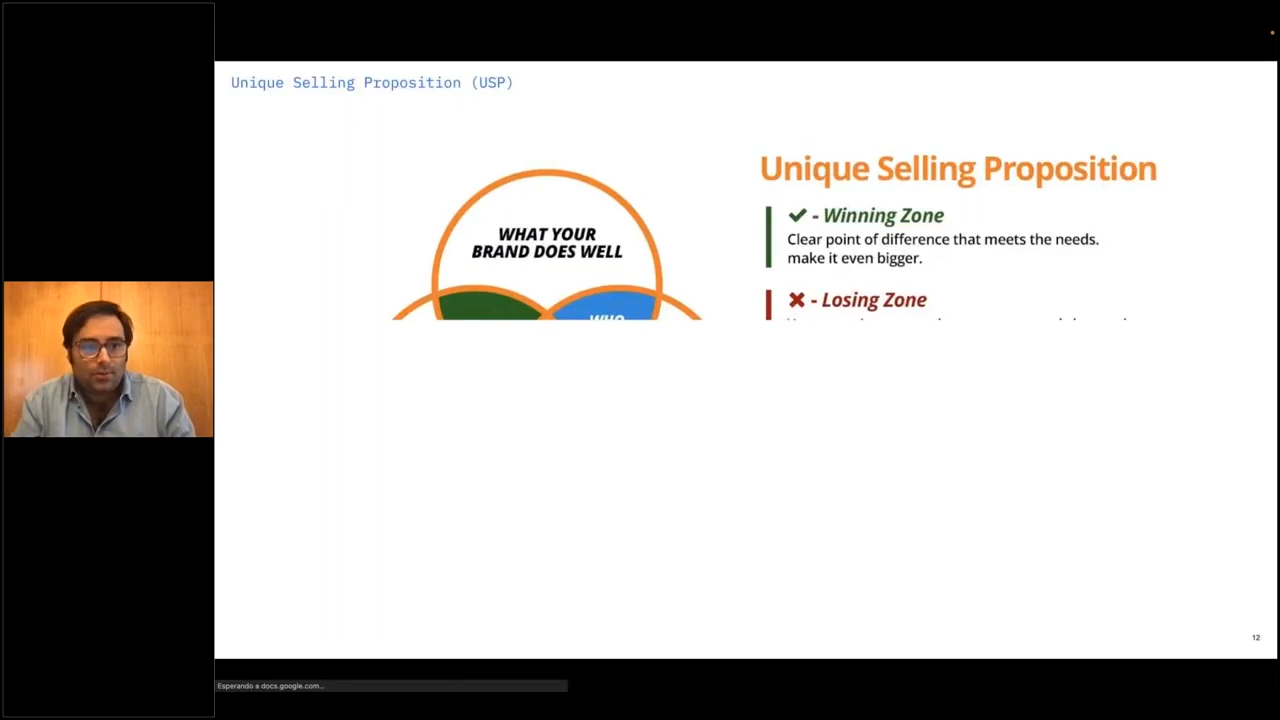 Unique Selling Proposition (USP)
Unique Selling Proposition
WHAT YOUR
BRAND DOES WELL
✔ - Winning Zone
Clear point of difference that meets the needs.
make it even bigger.
✖ - Losing Zone
WHO
12
Esperando a docs.google.com...